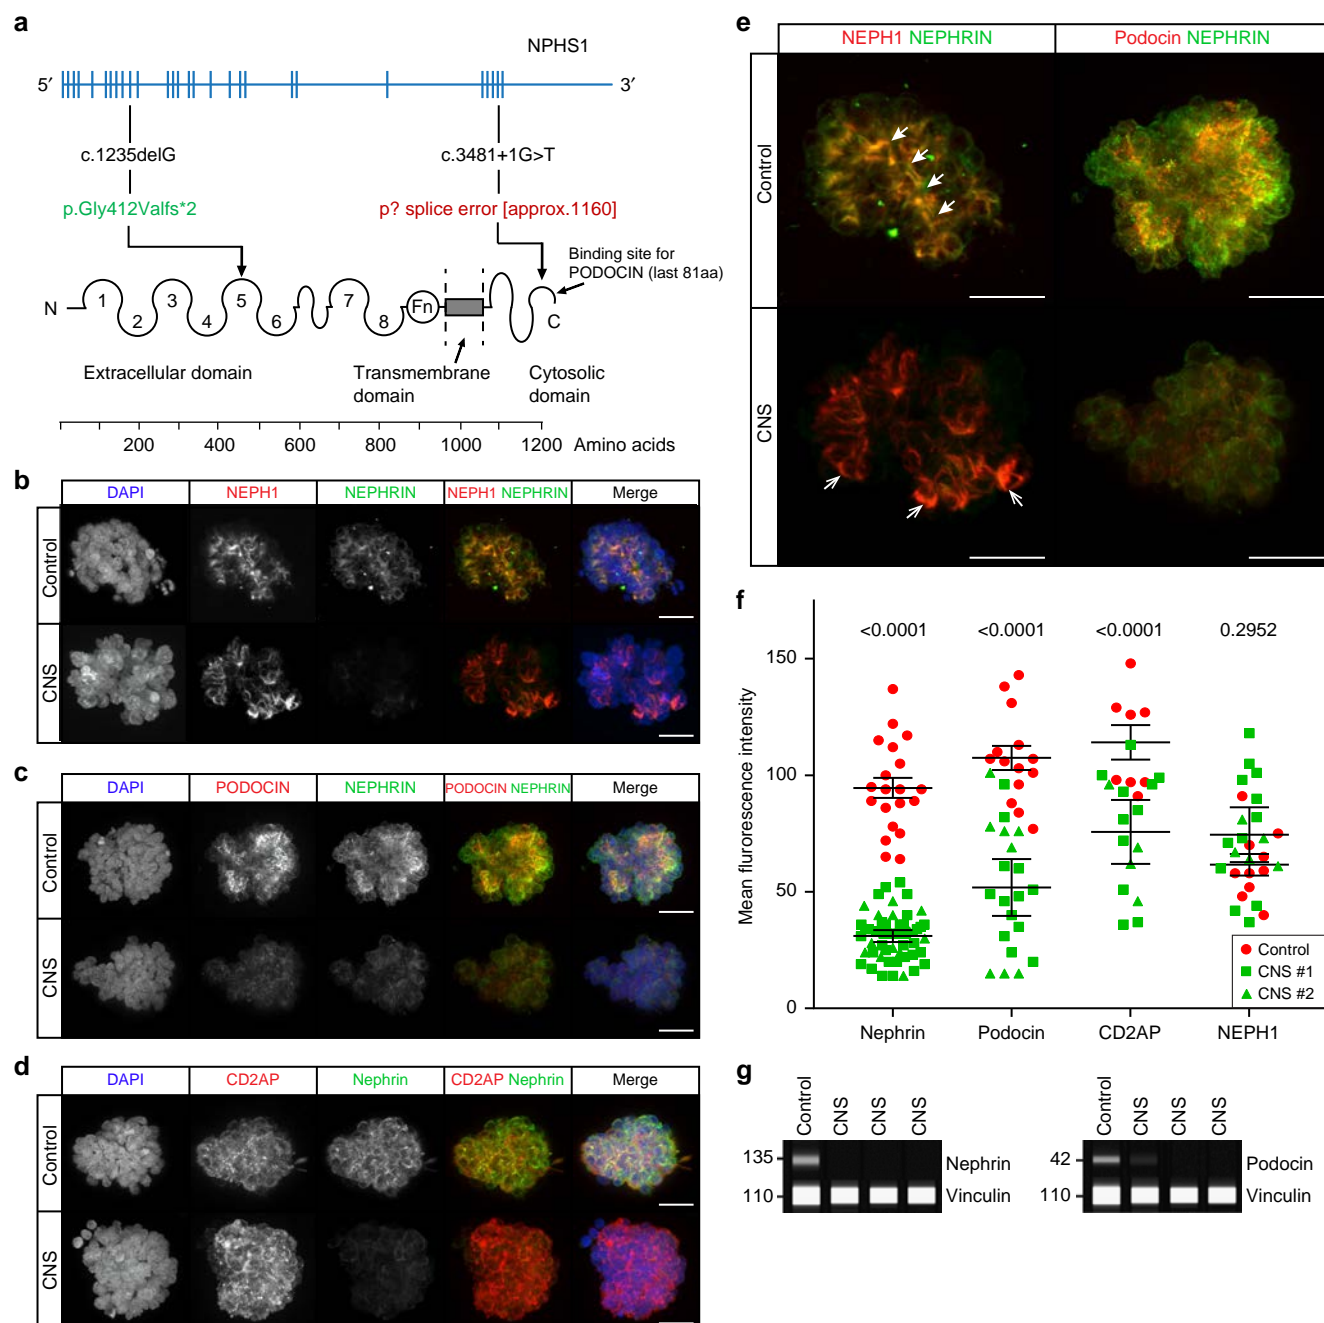 a
NPHS1
5′
3′
c.1235delG
c.3481+1G>T
p.Gly412Valfs*2
p? splice error [approx.1160]
Binding site for
PODOCIN (last 81aa)
N
1
2
3
4
5
6
7
8
Fn
C
Extracellular domain
Transmembrane
domain
Cytosolic
domain
200 400 600 800 1000 1200 Amino acids
b
DAPI NEPH1 NEPHRIN NEPH1 NEPHRIN Merge
Control
CNS
c
DAPI PODOCIN NEPHRIN PODOCIN NEPHRIN Merge
Control
CNS
d
DAPI CD2AP Nephrin CD2AP Nephrin Merge
Control
CNS
e
NEPH1 NEPHRIN Podocin NEPHRIN
Control
CNS
f
<0.0001 <0.0001 <0.0001 0.2952
150
100
50
0
Mean flurorescence intensity
Control
CNS #1
CNS #2
Nephrin Podocin CD2AP NEPH1
g
Control CNS CNS CNS
135 Nephrin
110 Vinculin
Control CNS CNS CNS
42 Podocin
110 Vinculin